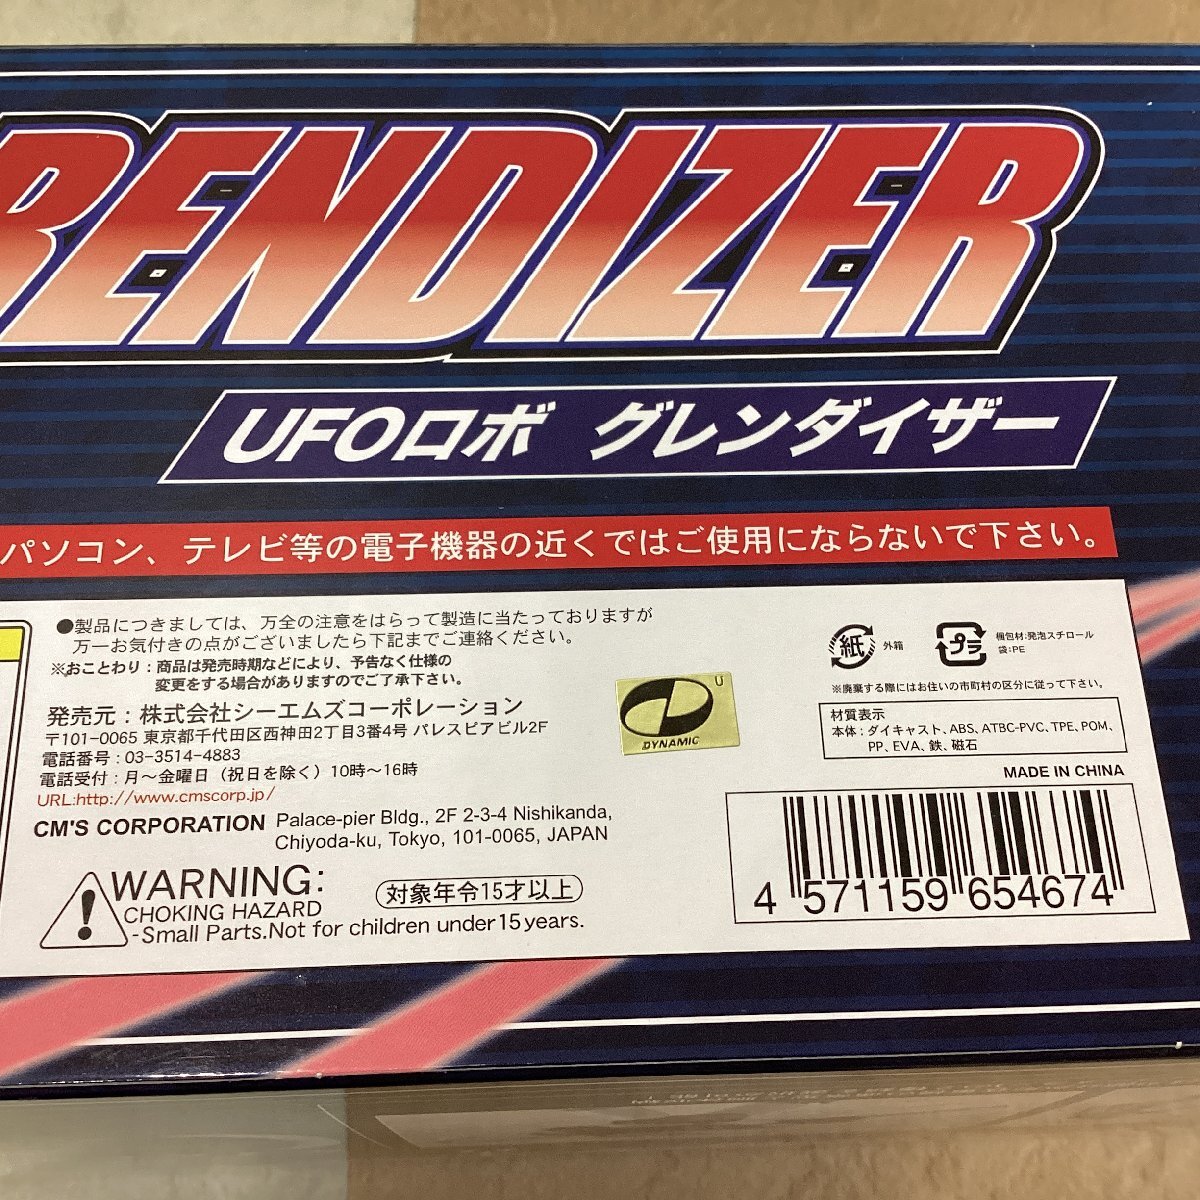 RENDIZER
UFOロボ グレンダイザー
パソコン、テレビ等の電子機器の近くではご使用にならないで下さい。
●製品につきましては、万全の注意をはらって製造に当たっておりますが
万一お気付きの点がございましたら下記までご連絡ください。
※おことわり:商品は発売時期などにより、予告なく仕様の
変更をする場合がありますのでご了承下さい。
発売元:株式会社シーエムズコーポレーション
〒101-0065 東京都千代田区西神田2丁目3番4号 パレスピアビル2F
電話番号:03-3514-4883
電話受付:月〜金曜日(祝日を除く)10時〜16時
URL:http://www.cmscorp.jp/
CM'S CORPORATION Palace-pier Bldg., 2F 2-3-4 Nishikanda,
Chiyoda-ku, Tokyo, 101-0065, JAPAN
WARNING:
CHOKING HAZARD
-Small Parts.Not for children under 15 years.
対象年令15才以上
U
DYNAMIC
紙 外箱
プラ 梱包材:発泡スチロール
袋:PE
※廃棄する際にはお住いの市町村の区分に従って下さい。
材質表示
本体:ダイキャスト、ABS、ATBC-PVC、TPE、POM、
PP、EVA、鉄、磁石
MADE IN CHINA
4 571159 654674